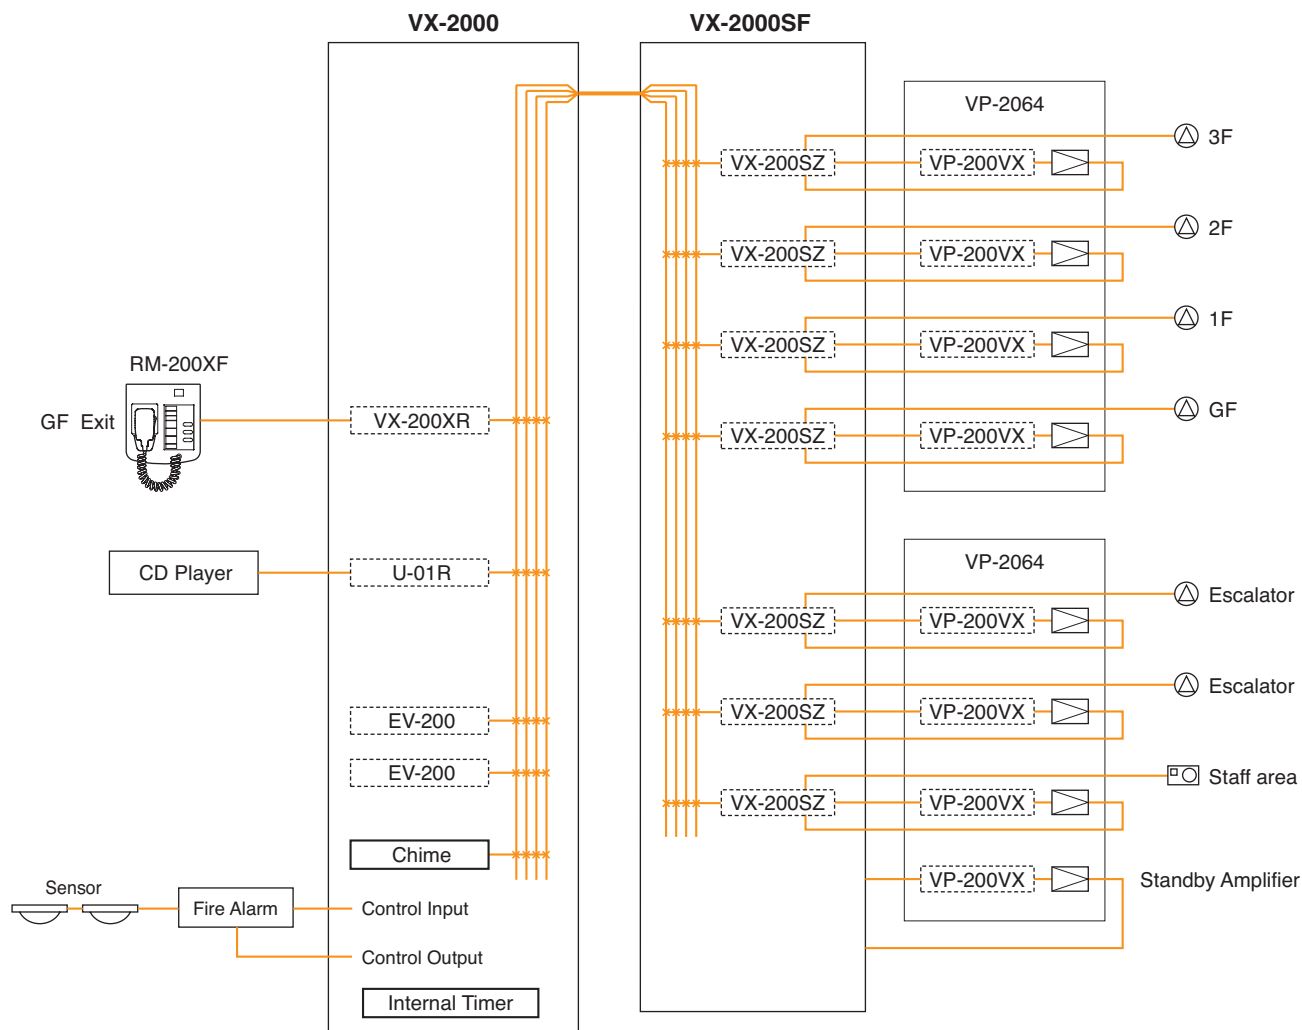 VX-2000
VX-2000SF
VP-2064
3F
VX-200SZ
VP-200VX
2F
VX-200SZ
VP-200VX
1F
VX-200SZ
VP-200VX
RM-200XF
GF Exit
VX-200XR
GF
VX-200SZ
VP-200VX
CD Player
U-01R
VP-2064
Escalator
VX-200SZ
VP-200VX
Escalator
EV-200
VX-200SZ
VP-200VX
EV-200
Staff area
VX-200SZ
VP-200VX
Chime
VP-200VX
Standby Amplifier
Sensor
Fire Alarm
Control Input
Control Output
Internal Timer